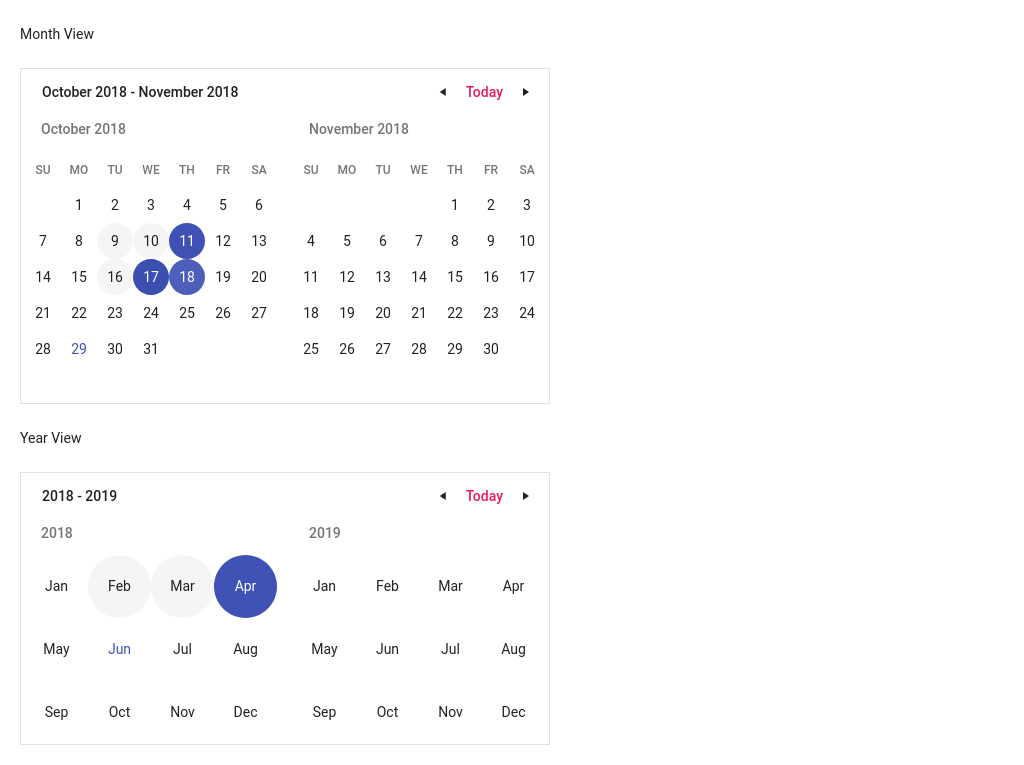 Month View
October 2018 - November 2018 Today
October 2018 November 2018
SU MO TU WE TH FR SA SU MO TU WE TH FR SA
1 2 3 4 5 6 1 2 3
7 8 9 10 11 12 13 4 5 6 7 8 9 10
14 15 16 17 18 19 20 11 12 13 14 15 16 17
21 22 23 24 25 26 27 18 19 20 21 22 23 24
28 29 30 31 25 26 27 28 29 30
Year View
2018 - 2019 Today
2018 2019
Jan Feb Mar Apr Jan Feb Mar Apr
May Jun Jul Aug May Jun Jul Aug
Sep Oct Nov Dec Sep Oct Nov Dec